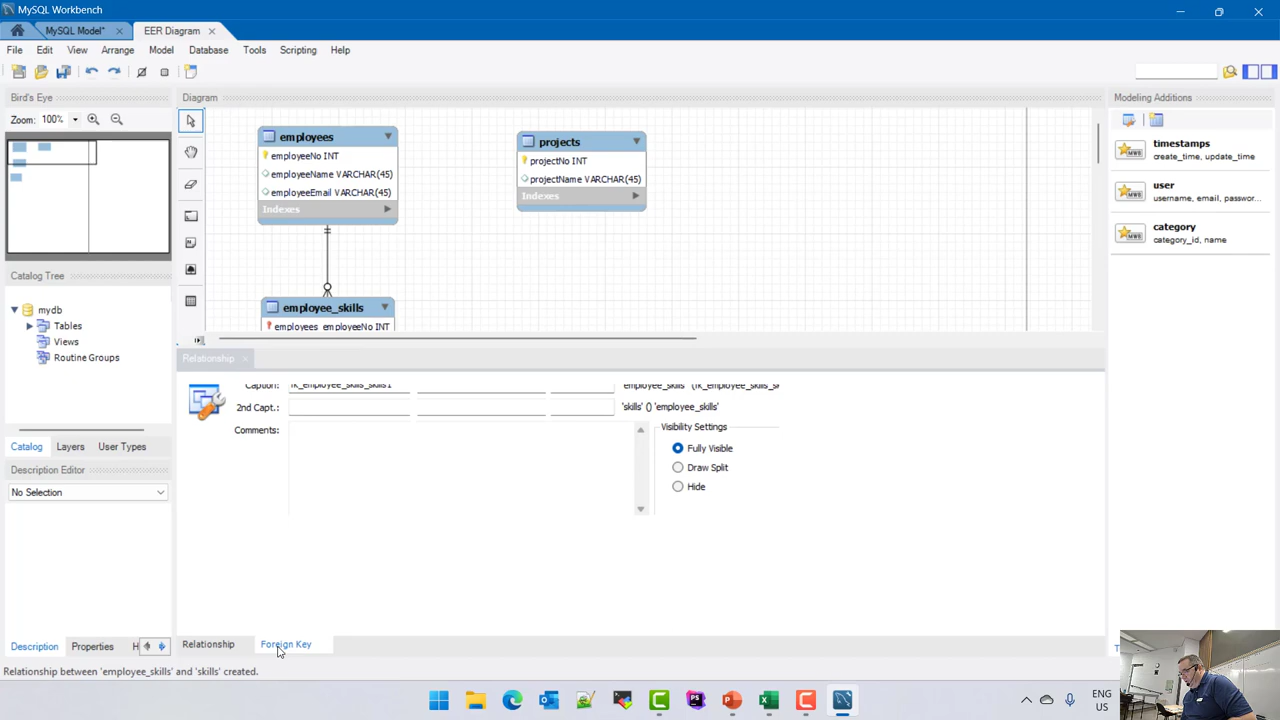 MySQL Workbench
MySQL Model*
EER Diagram
File Edit View Arrange Model Database Tools Scripting Help
Bird's Eye
Zoom: 100%
Diagram
Modeling Additions
employees
employeeNo INT
employeeName VARCHAR(45)
employeeEmail VARCHAR(45)
Indexes
projects
projectNo INT
projectName VARCHAR(45)
Indexes
timestamps
create_time, update_time
user
username, email, passwor...
category
category_id, name
Catalog Tree
mydb
Tables
Views
Routine Groups
employee_skills
employees_employeeNo INT
Relationship
Caption: fk_employee_skills_skills1
'employee_skills' (fk_employee_skills_sk
2nd Capt.:
'skills' () 'employee_skills'
Comments:
Visibility Settings
Fully Visible
Draw Split
Hide
Catalog Layers User Types
Description Editor
No Selection
Description Properties H
Relationship Foreign Key
Relationship between 'employee_skills' and 'skills' created.
ENG
US